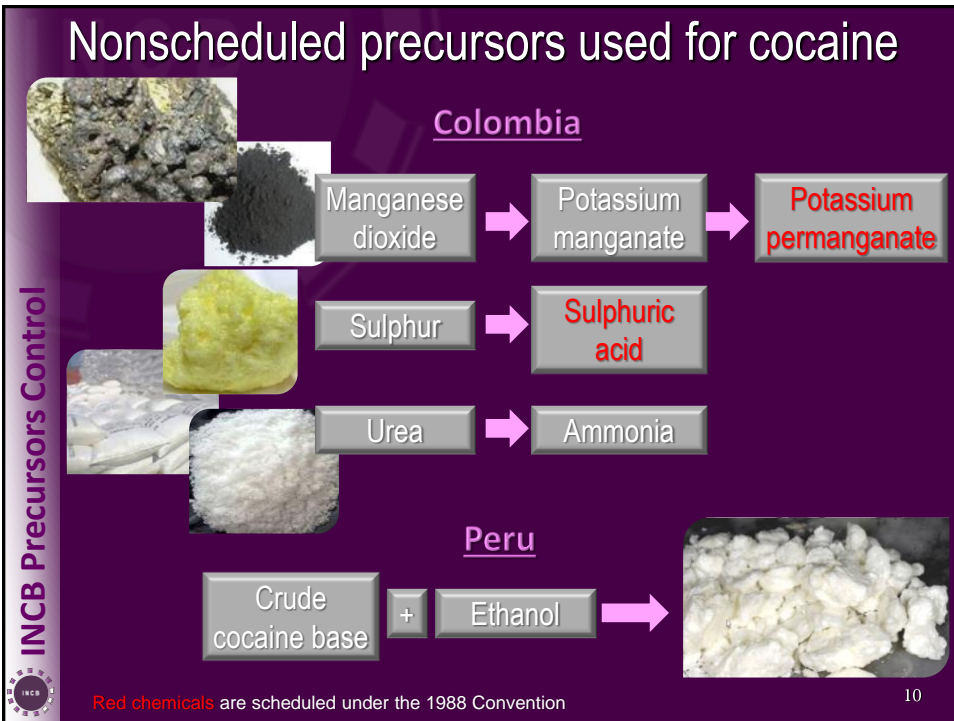 Nonscheduled precursors used for cocaine
Colombia
Manganese
dioxide
Potassium
manganate
Potassium
permanganate
Sulphur
Sulphuric
acid
Urea
Ammonia
Peru
Crude
cocaine base
+
Ethanol
INCB Precursors Control
INCB
Red chemicals are scheduled under the 1988 Convention
10